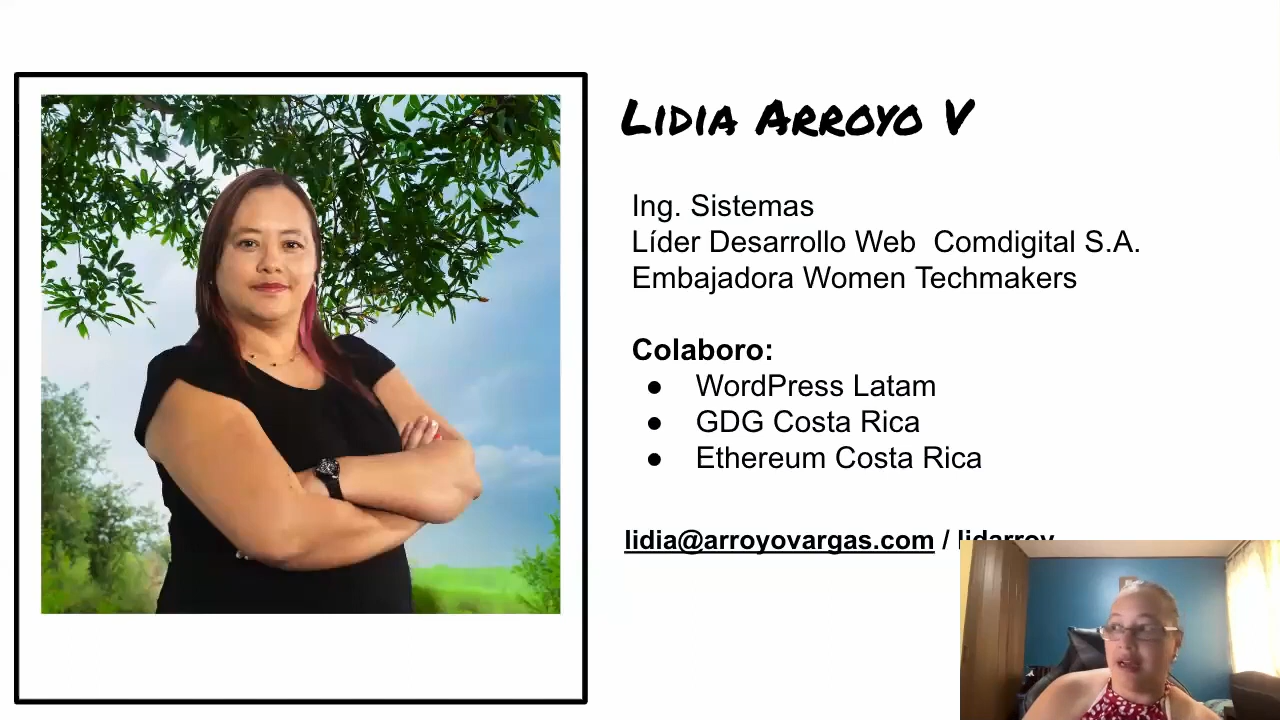 Lidia Arroyo V
Ing. Sistemas
Líder Desarrollo Web Comdigital S.A.
Embajadora Women Techmakers
Colaboro:
● WordPress Latam
● GDG Costa Rica
● Ethereum Costa Rica
lidia@arroyovargas.com / lidarroy